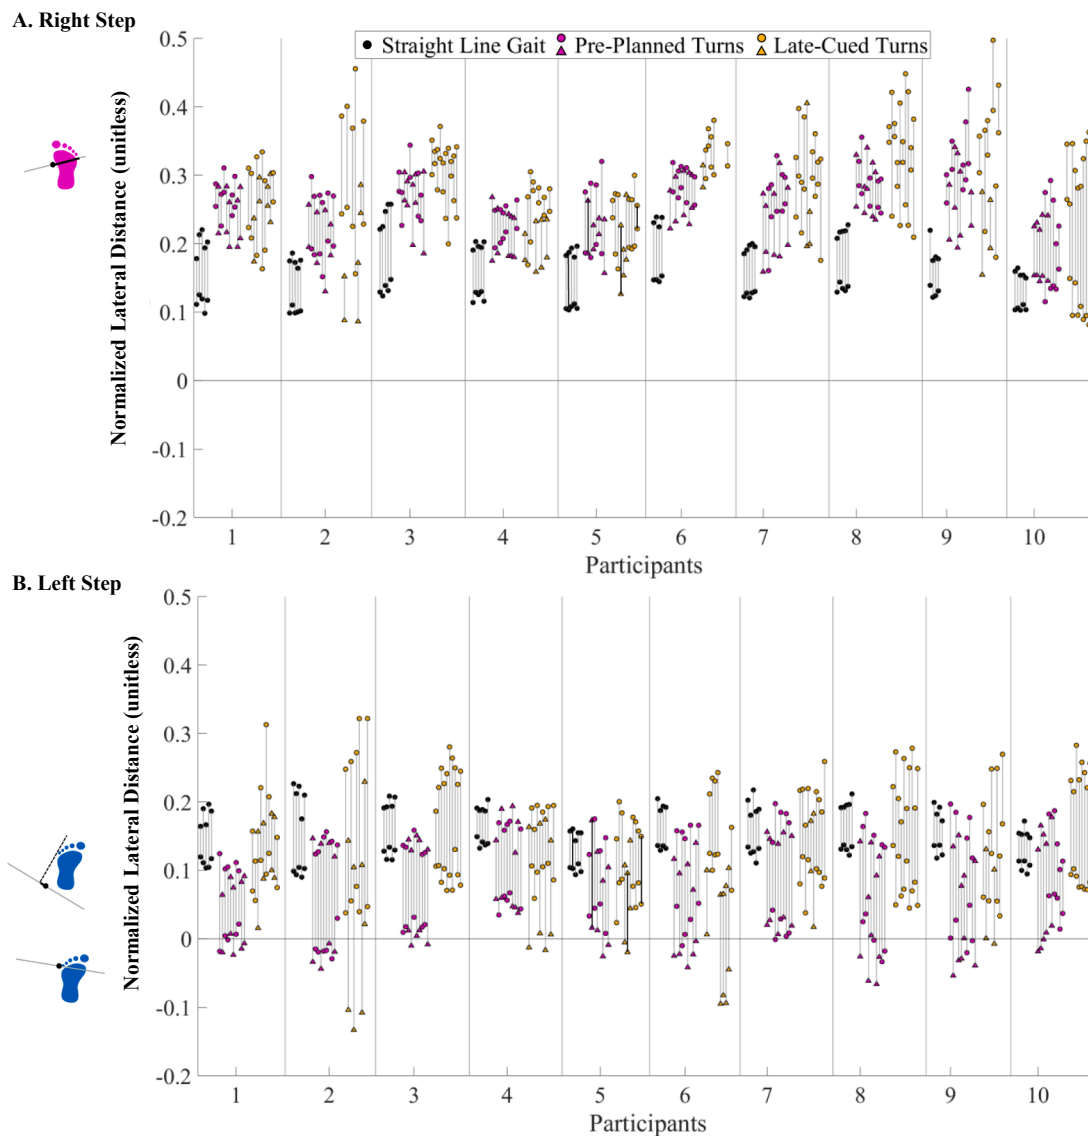 A. Right Step
Straight Line Gait Pre-Planned Turns Late-Cued Turns
Normalized Lateral Distance (unitless)
0.5
0.4
0.3
0.2
0.1
0
-0.1
-0.2
1 2 3 4 5 6 7 8 9 10
Participants
B. Left Step
Normalized Lateral Distance (unitless)
0.5
0.4
0.3
0.2
0.1
0
-0.1
-0.2
1 2 3 4 5 6 7 8 9 10
Participants